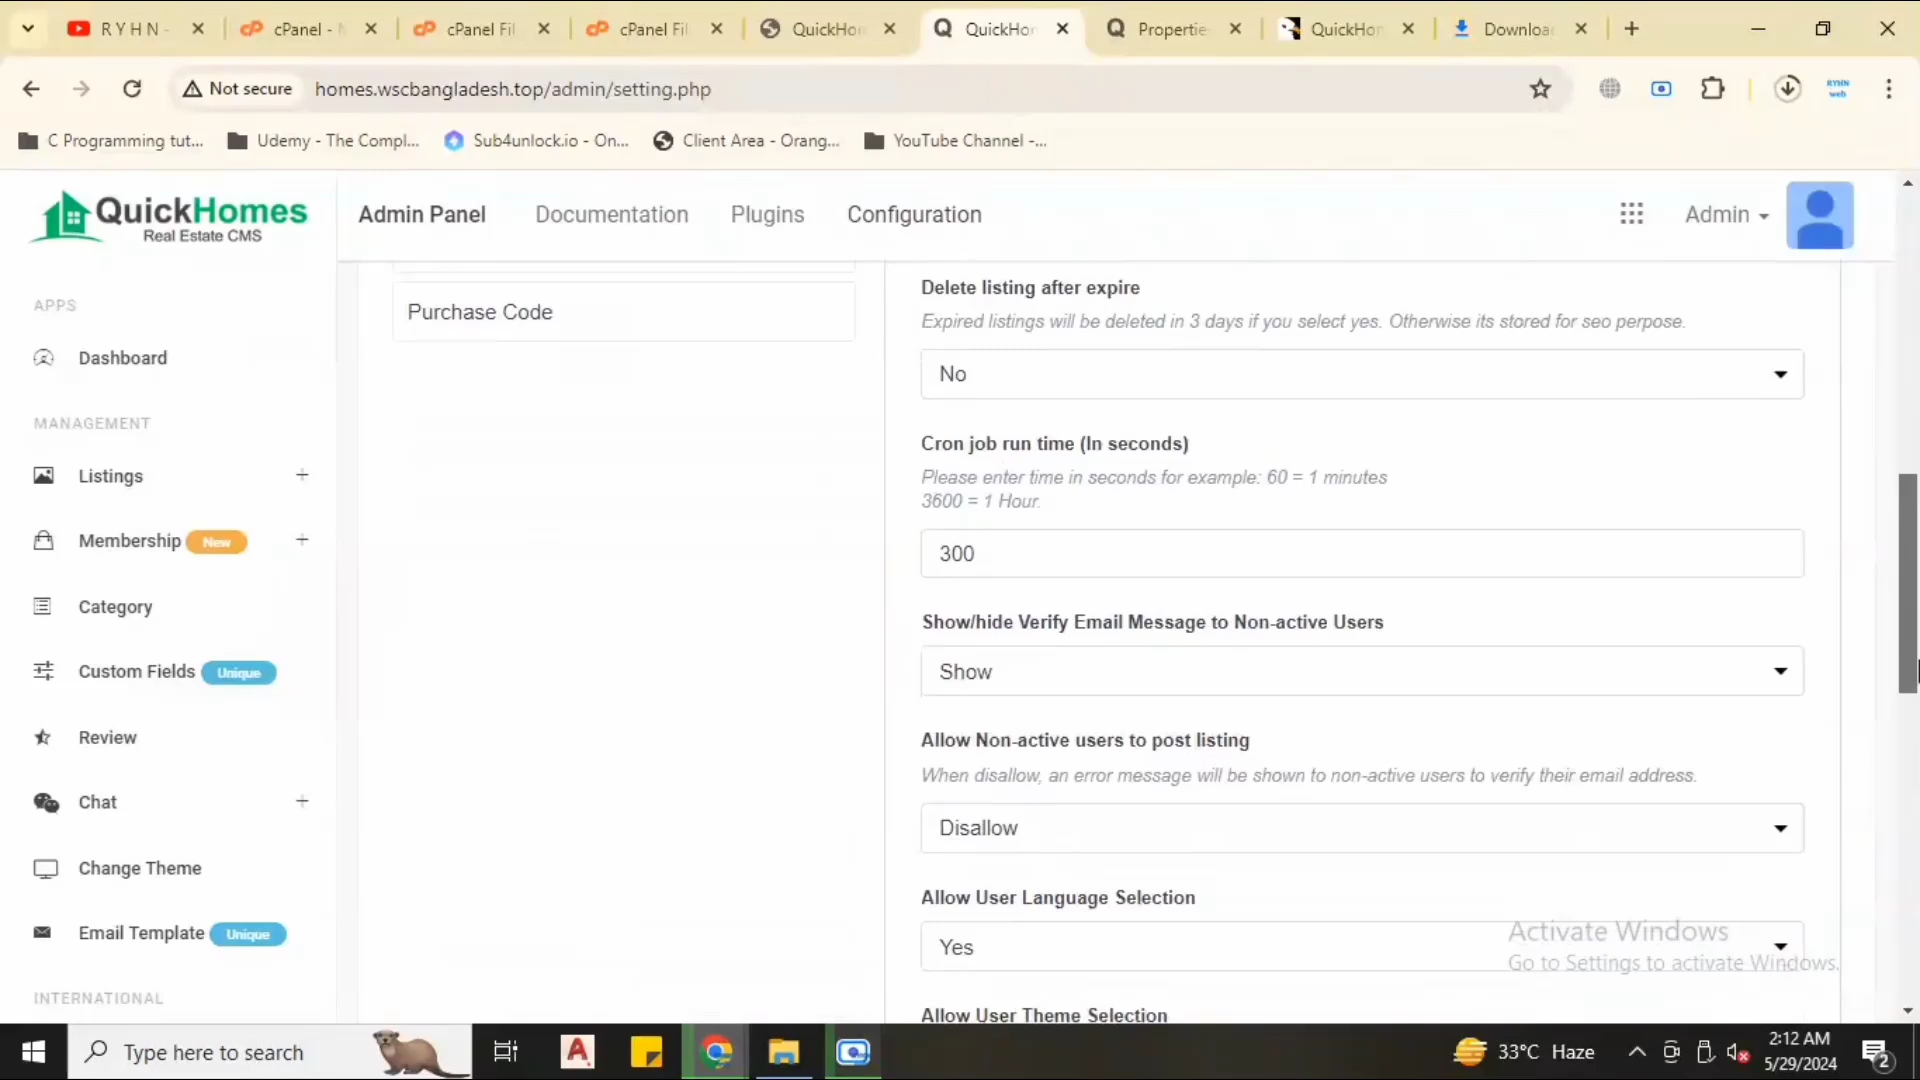 R Y H N -
cPanel - M
cPanel Fil
cPanel Fil
QuickHom
QuickHom
Properties
QuickHom
Download
Not secure
homes.wscbangladesh.top/admin/setting.php
RYHN
web
C Programming tut...
Udemy - The Compl...
Sub4unlock.io - On...
Client Area - Orang...
YouTube Channel -...
QuickHomes
Real Estate CMS
Admin Panel
Documentation
Plugins
Configuration
Admin
APPS
Dashboard
MANAGEMENT
Listings
Membership New
Category
Custom Fields Unique
Review
Chat
Change Theme
Email Template Unique
INTERNATIONAL
Purchase Code
Delete listing after expire
Expired listings will be deleted in 3 days if you select yes. Otherwise its stored for seo perpose.
No
Cron job run time (In seconds)
Please enter time in seconds for example: 60 = 1 minutes
3600 = 1 Hour.
300
Show/hide Verify Email Message to Non-active Users
Show
Allow Non-active users to post listing
When disallow, an error message will be shown to non-active users to verify their email address.
Disallow
Allow User Language Selection
Yes
Allow User Theme Selection
Activate Windows
Go to Settings to activate Windows.
Type here to search
33°C Haze
2:12 AM
5/29/2024
2